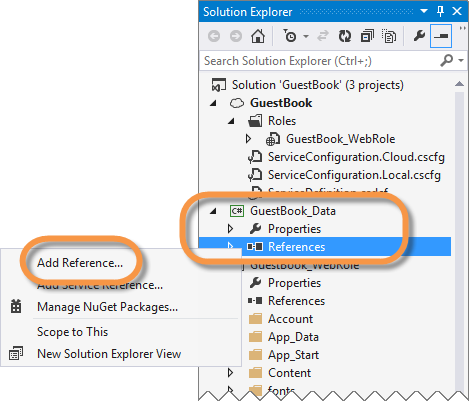 Solution Explorer
Search Solution Explorer (Ctrl+;)
Solution 'GuestBook' (3 projects)
GuestBook
Roles
GuestBook_WebRole
ServiceConfiguration.Cloud.cscfg
ServiceConfiguration.Local.cscfg
ServiceDefinition.csdef
C# GuestBook_Data
Properties
References
GuestBook_WebRole
Properties
References
Account
App_Data
App_Start
Content
fonts
Add Reference...
Add Service Reference...
Manage NuGet Packages...
Scope to This
New Solution Explorer View